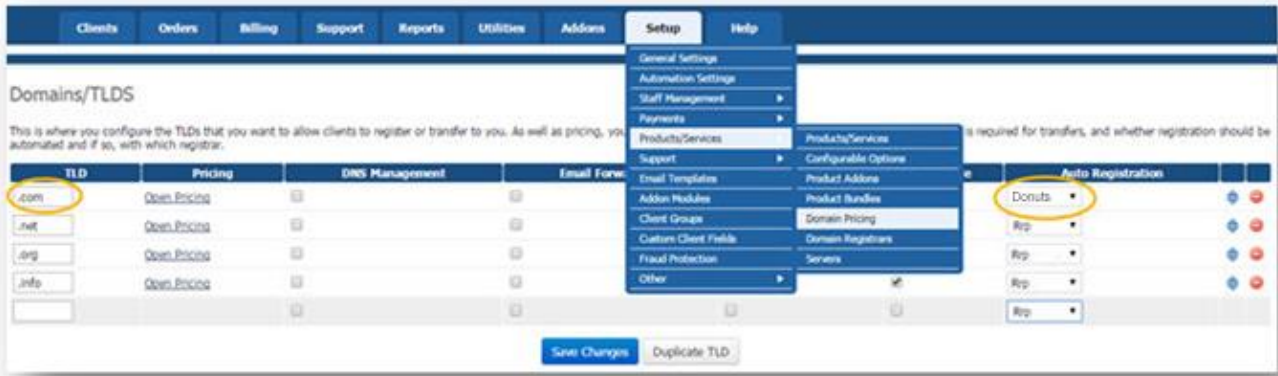 Clients Orders Billing Support Reports Utilities Addons Setup Help
General Settings
Automation Settings
Staff Management
Payments
Products/Services
Support
Email Templates
Addon Modules
Client Groups
Custom Client Fields
Fraud Protection
Other
Products/Services
Configurable Options
Product Addons
Product Bundles
Domain Pricing
Domain Registrars
Servers
Domains/TLDS
This is where you configure the TLDs that you want to allow clients to register or transfer to you. As well as pricing, you is required for transfers, and whether registration should be
automated and if so, with which registrar.
TLD Pricing DNS Management Email Forw e Auto Registration
.com Open Pricing Donuts
.net Open Pricing Rrp
.org Open Pricing Rrp
.info Open Pricing Rrp
Rrp
Save Changes Duplicate TLD